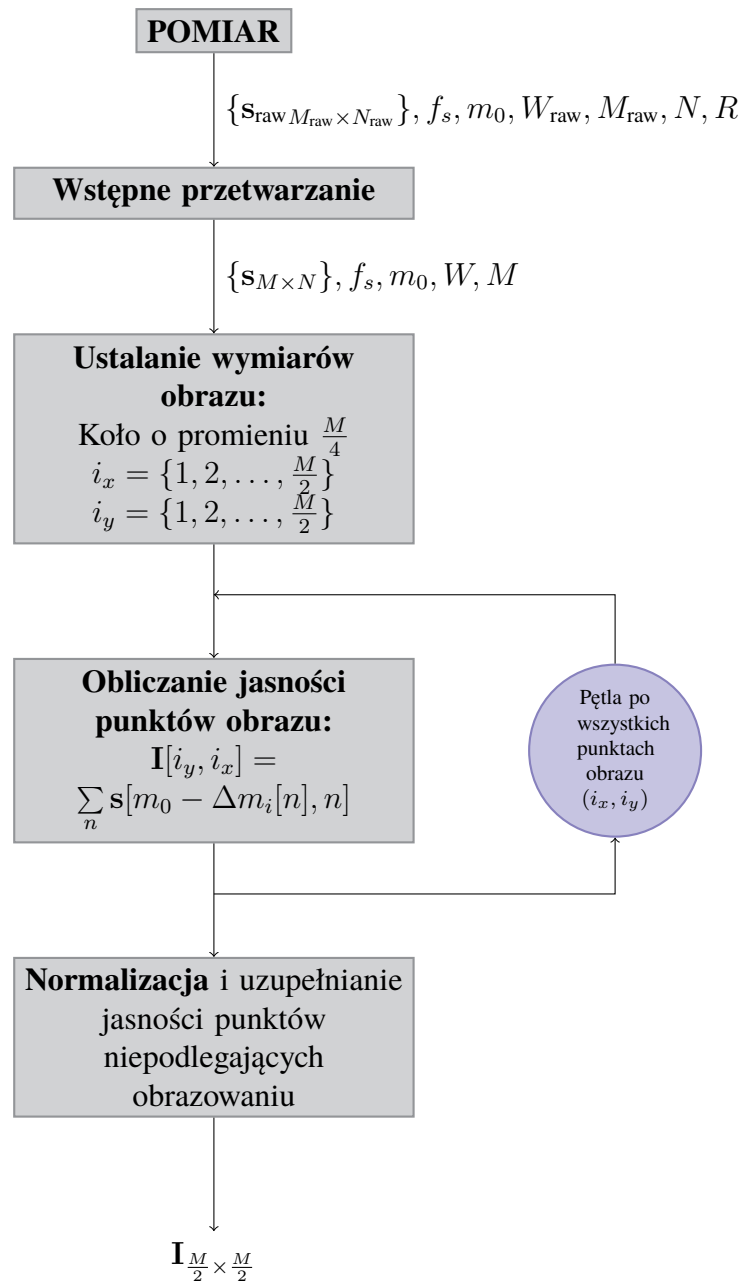 POMIAR
{s_raw M_raw×N_raw}, f_s, m_0, W_raw, M_raw, N, R
Wstępne przetwarzanie
{s_M×N}, f_s, m_0, W, M
Ustalanie wymiarów
obrazu:
Koło o promieniu M/4
i_x = {1, 2, . . . , M/2}
i_y = {1, 2, . . . , M/2}
Obliczanie jasności
punktów obrazu:
I[i_y, i_x] =
∑_n s[m_0 − Δm_i[n], n]
Pętla po
wszystkich
punktach
obrazu
(i_x, i_y)
Normalizacja i uzupełnianie
jasności punktów
niepodlegających
obrazowaniu
I_M/2 × M/2